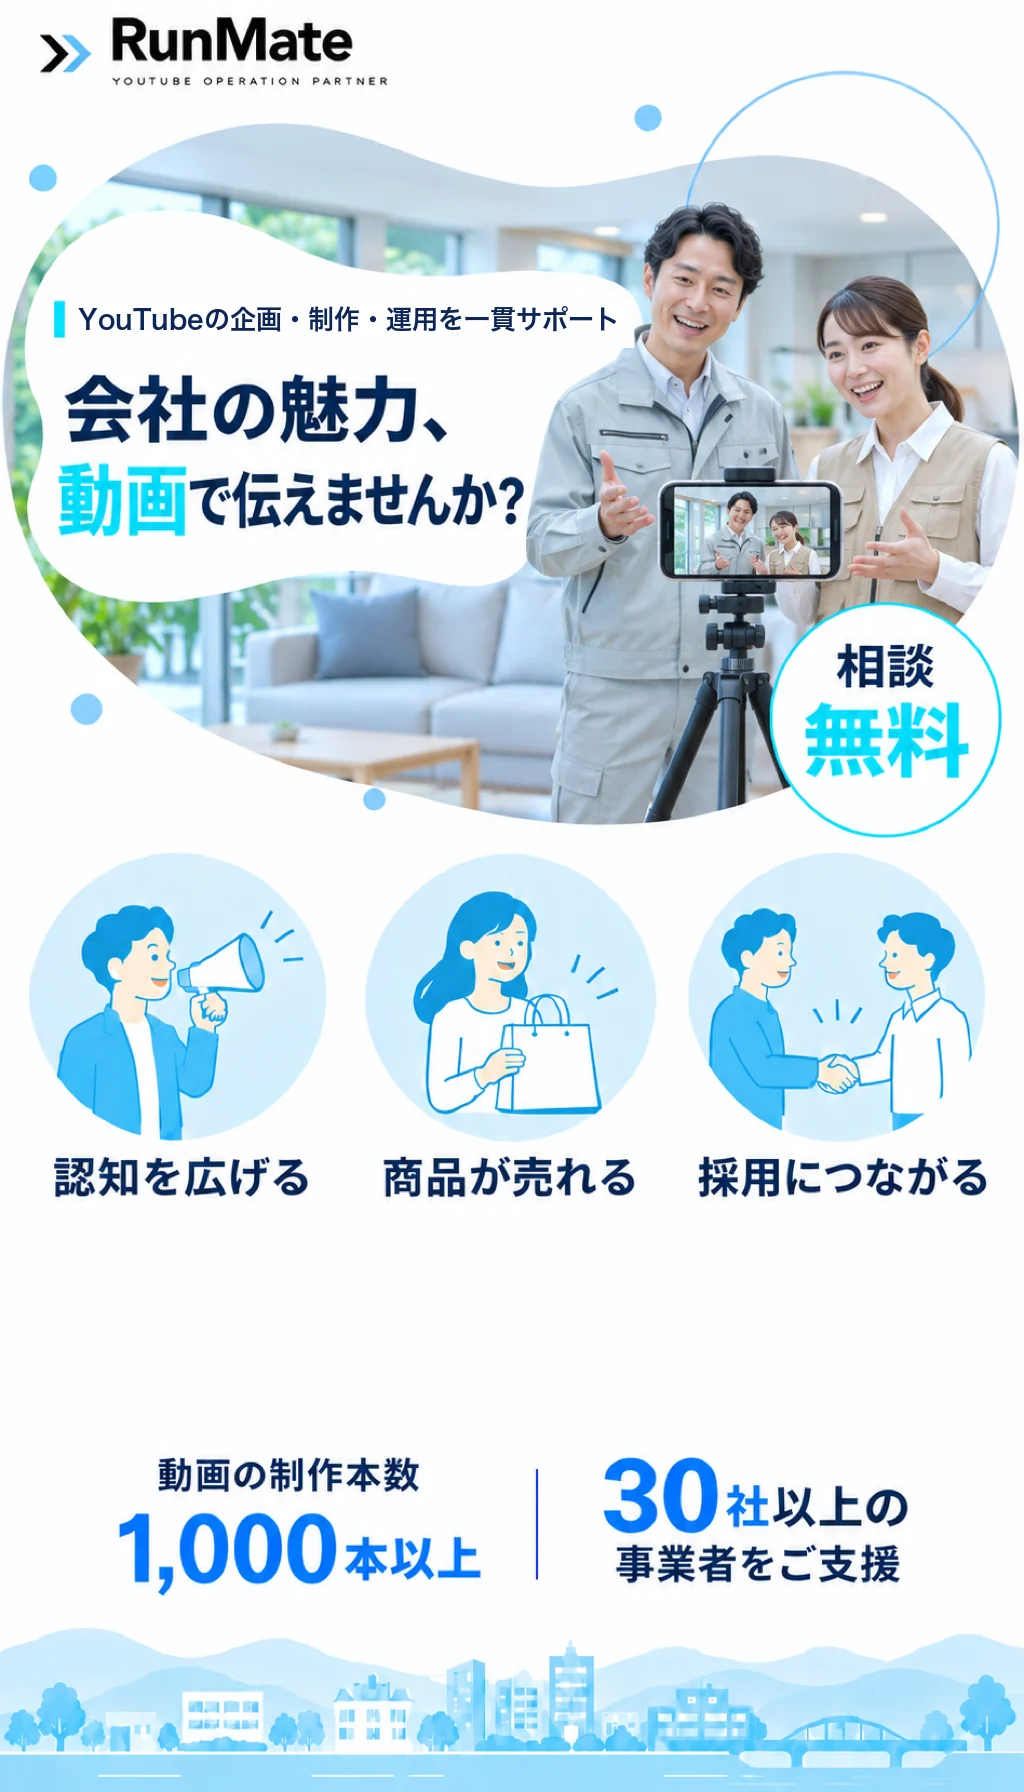 RunMate
YOUTUBE OPERATION PARTNER
YouTubeの企画・制作・運用を一貫サポート
会社の魅力、
動画で伝えませんか?
相談
無料
認知を広げる
商品が売れる
採用につながる
動画の制作本数
1,000本以上
30社以上の
事業者をご支援